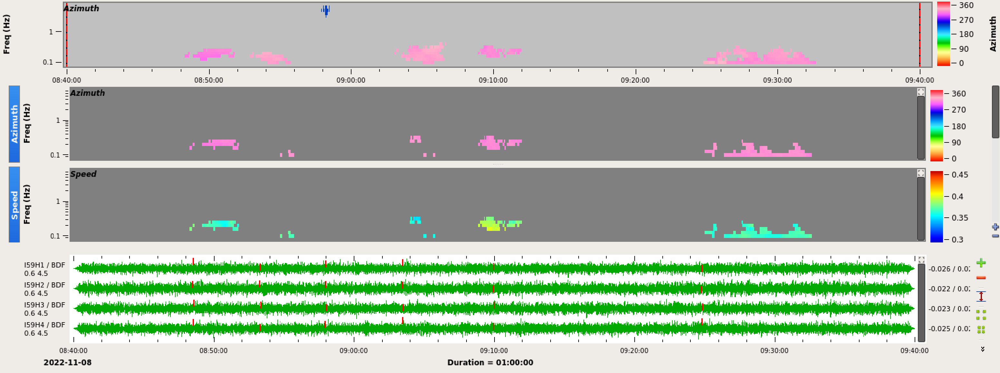 Azimuth
Freq (Hz)
1
0.1
360
270
180
90
0
Azimuth
08:40:00 08:50:00 09:00:00 09:10:00 09:20:00 09:30:00 09:40:00
Azimuth
Freq (Hz)
Azimuth
1
0.1
360
270
180
90
0
Speed
Freq (Hz)
Speed
1
0.1
0.45
0.4
0.35
0.3
I59H1 / BDF
0.6 4.5
-0.026 / 0.02
I59H2 / BDF
0.6 4.5
-0.022 / 0.02
I59H3 / BDF
0.6 4.5
-0.023 / 0.02
I59H4 / BDF
0.6 4.5
-0.025 / 0.02
08:40:00 08:50:00 09:00:00 09:10:00 09:20:00 09:30:00 09:40:00
2022-11-08 Duration = 01:00:00